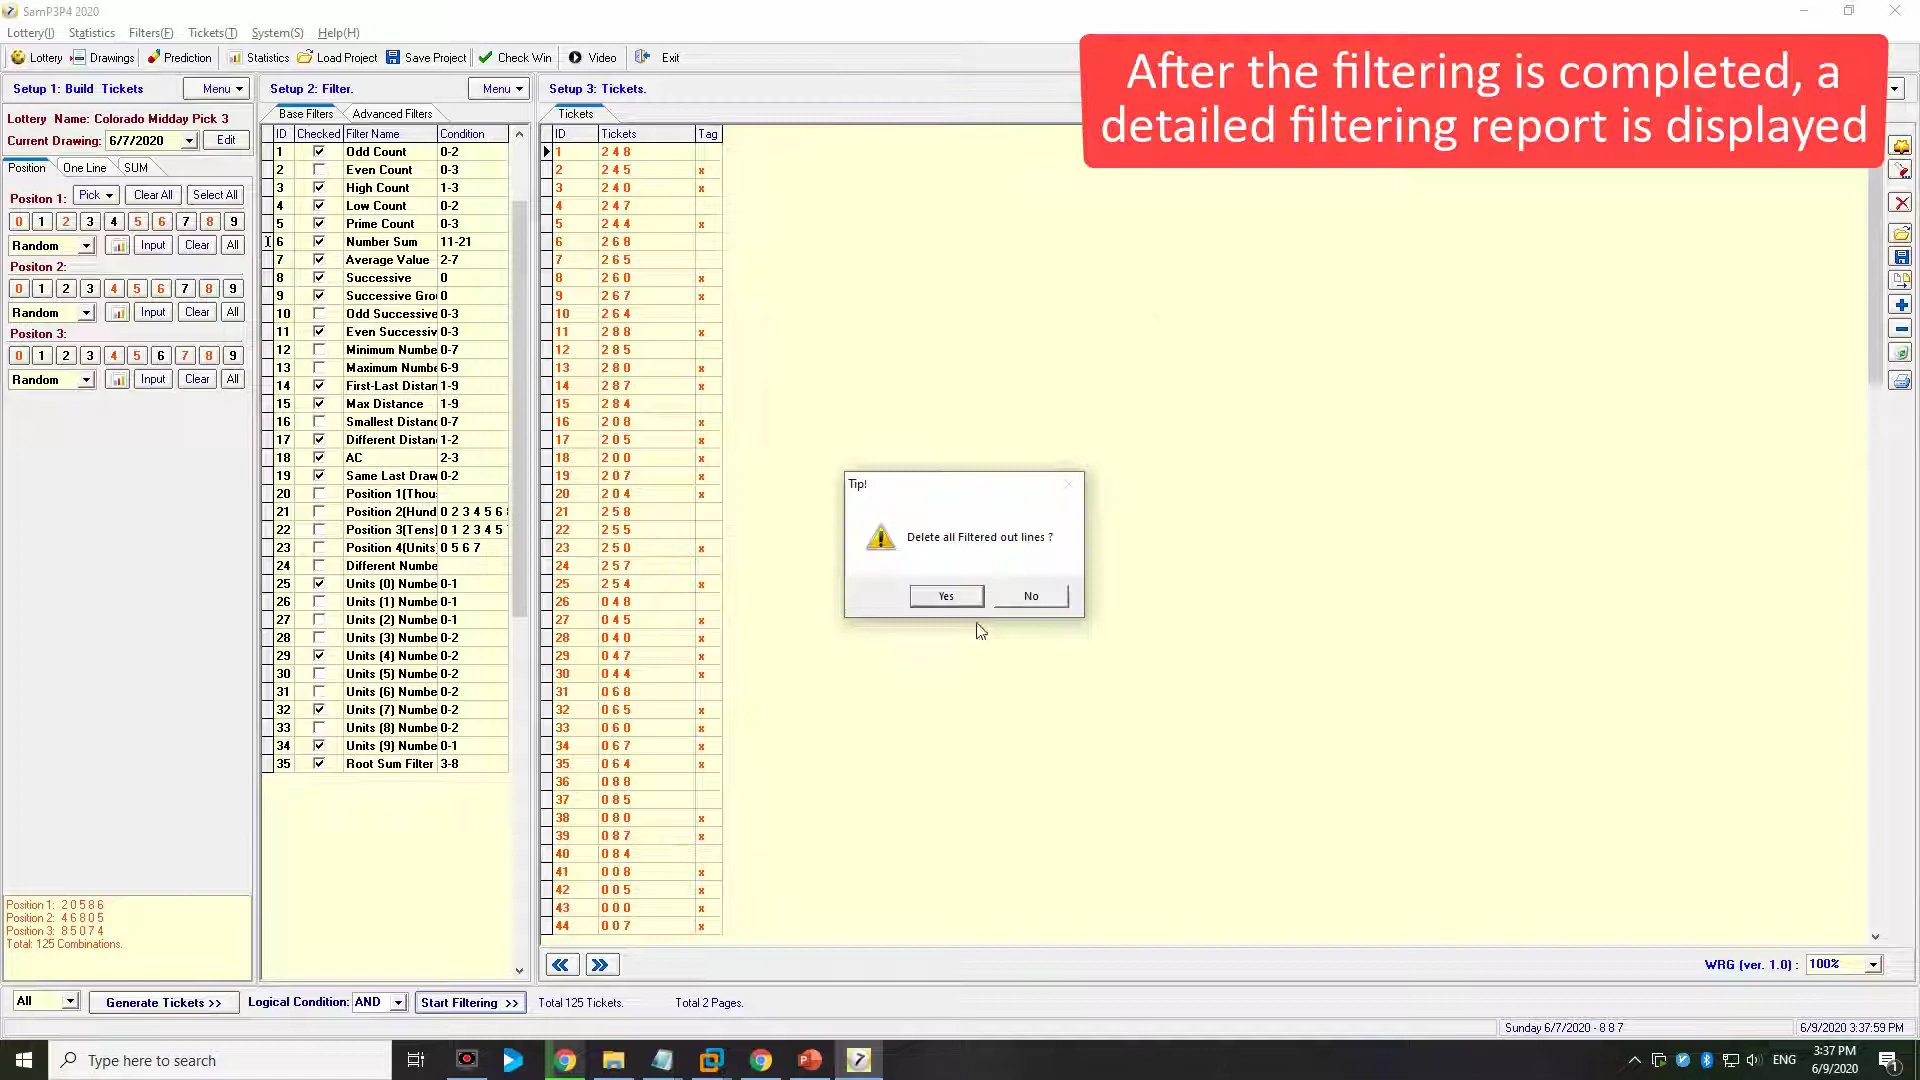 SamP3P4 2020
Lottery(J) Statistics Filters(F) Tickets(T) System(S) Help(H)
Lottery Drawings Prediction Statistics Load Project Save Project Check Win Video Exit
After the filtering is completed, a
detailed filtering report is displayed
Setup 1: Build Tickets Menu
Lottery Name: Colorado Midday Pick 3
Current Drawing: 6/7/2020 Edit
Position One Line SUM
Positon 1: Pick Clear All Select All
0 1 2 3 4 5 6 7 8 9
Random Input Clear All
Positon 2:
0 1 2 3 4 5 6 7 8 9
Random Input Clear All
Positon 3:
0 1 2 3 4 5 6 7 8 9
Random Input Clear All
Position 1: 2 0 5 8 6
Position 2: 4 6 8 0 5
Position 3: 8 5 0 7 4
Total: 125 Combinations.
Setup 2: Filter. Menu
Base Filters Advanced Filters
ID Checked Filter Name Condition
1 Odd Count 0-2
2 Even Count 0-3
3 High Count 1-3
4 Low Count 0-2
5 Prime Count 0-3
6 Number Sum 11-21
7 Average Value 2-7
8 Successive 0
9 Successive Grou 0
10 Odd Successive 0-3
11 Even Successiv 0-3
12 Minimum Numbe 0-7
13 Maximum Numbe 6-9
14 First-Last Distan 1-9
15 Max Distance 1-9
16 Smallest Distanc 0-7
17 Different Distan 1-2
18 AC 2-3
19 Same Last Draw 0-2
20 Position 1(Thou:
21 Position 2(Hund 0 2 3 4 5 6
22 Position 3(Tens) 0 1 2 3 4 5
23 Position 4(Units) 0 5 6 7
24 Different Numbe
25 Units (0) Numbe 0-1
26 Units (1) Numbe 0-1
27 Units (2) Numbe 0-1
28 Units (3) Numbe 0-2
29 Units (4) Numbe 0-2
30 Units (5) Numbe 0-2
31 Units (6) Numbe 0-2
32 Units (7) Numbe 0-2
33 Units (8) Numbe 0-2
34 Units (9) Numbe 0-1
35 Root Sum Filter 3-8
Setup 3: Tickets.
Tickets
ID Tickets Tag
1 2 4 8
2 2 4 5 x
3 2 4 0 x
4 2 4 7
5 2 4 4 x
6 2 6 8
7 2 6 5
8 2 6 0 x
9 2 6 7 x
10 2 6 4
11 2 8 8 x
12 2 8 5
13 2 8 0 x
14 2 8 7 x
15 2 8 4
16 2 0 8 x
17 2 0 5 x
18 2 0 0 x
19 2 0 7 x
20 2 0 4 x
21 2 5 8
22 2 5 5
23 2 5 0 x
24 2 5 7
25 2 5 4 x
26 0 4 8
27 0 4 5 x
28 0 4 0 x
29 0 4 7 x
30 0 4 4 x
31 0 6 8
32 0 6 5 x
33 0 6 0 x
34 0 6 7 x
35 0 6 4 x
36 0 8 8
37 0 8 5
38 0 8 0 x
39 0 8 7 x
40 0 8 4
41 0 0 8 x
42 0 0 5 x
43 0 0 0 x
44 0 0 7 x
Tip!
Delete all Filtered out lines ?
Yes No
WRG (ver. 1.0) : 100%
All Generate Tickets >> Logical Condition: AND Start Filtering >> Total 125 Tickets. Total 2 Pages.
Sunday 6/7/2020 - 8 8 7 6/9/2020 3:37:59 PM
Type here to search
ENG
3:37 PM
6/9/2020